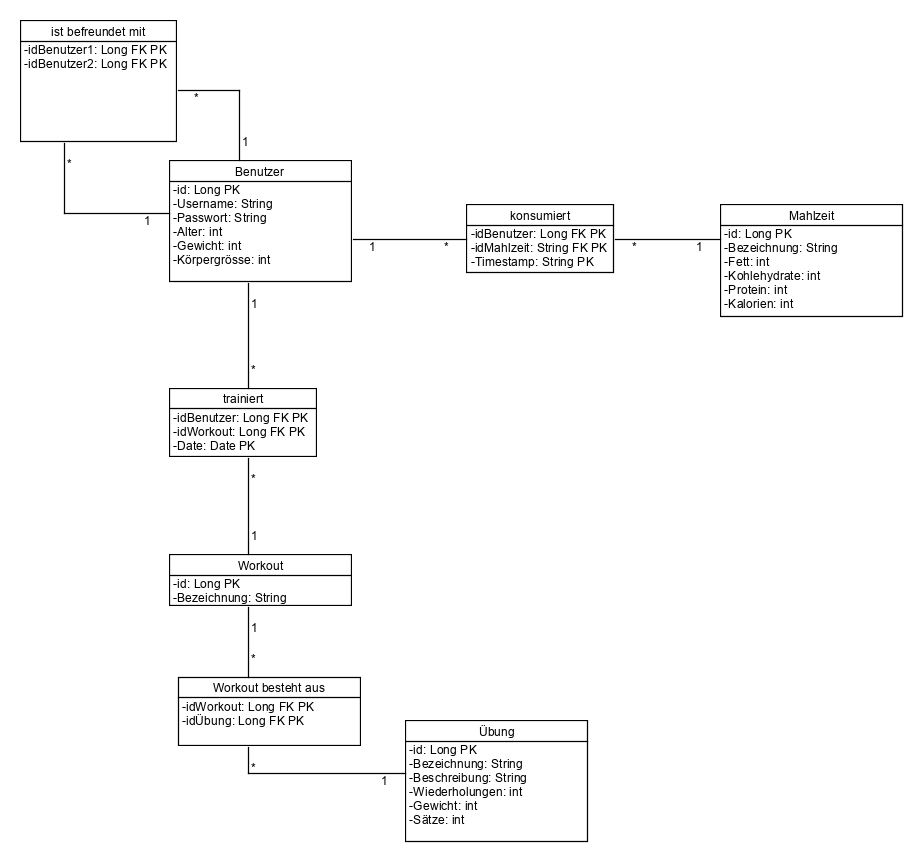 ist befreundet mit
-idBenutzer1: Long FK PK
-idBenutzer2: Long FK PK
*
1
*
1
Benutzer
-id: Long PK
-Username: String
-Passwort: String
-Alter: int
-Gewicht: int
-Körpergrösse: int
1
*
konsumiert
-idBenutzer: Long FK PK
-idMahlzeit: String FK PK
-Timestamp: String PK
*
1
Mahlzeit
-id: Long PK
-Bezeichnung: String
-Fett: int
-Kohlehydrate: int
-Protein: int
-Kalorien: int
1
*
trainiert
-idBenutzer: Long FK PK
-idWorkout: Long FK PK
-Date: Date PK
*
1
Workout
-id: Long PK
-Bezeichnung: String
1
*
Workout besteht aus
-idWorkout: Long FK PK
-idÜbung: Long FK PK
*
1
Übung
-id: Long PK
-Bezeichnung: String
-Beschreibung: String
-Wiederholungen: int
-Gewicht: int
-Sätze: int